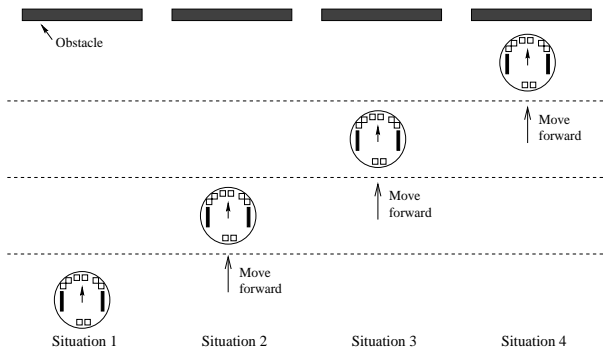 Obstacle
Move
forward
Move
forward
Move
forward
Situation 1
Situation 2
Situation 3
Situation 4